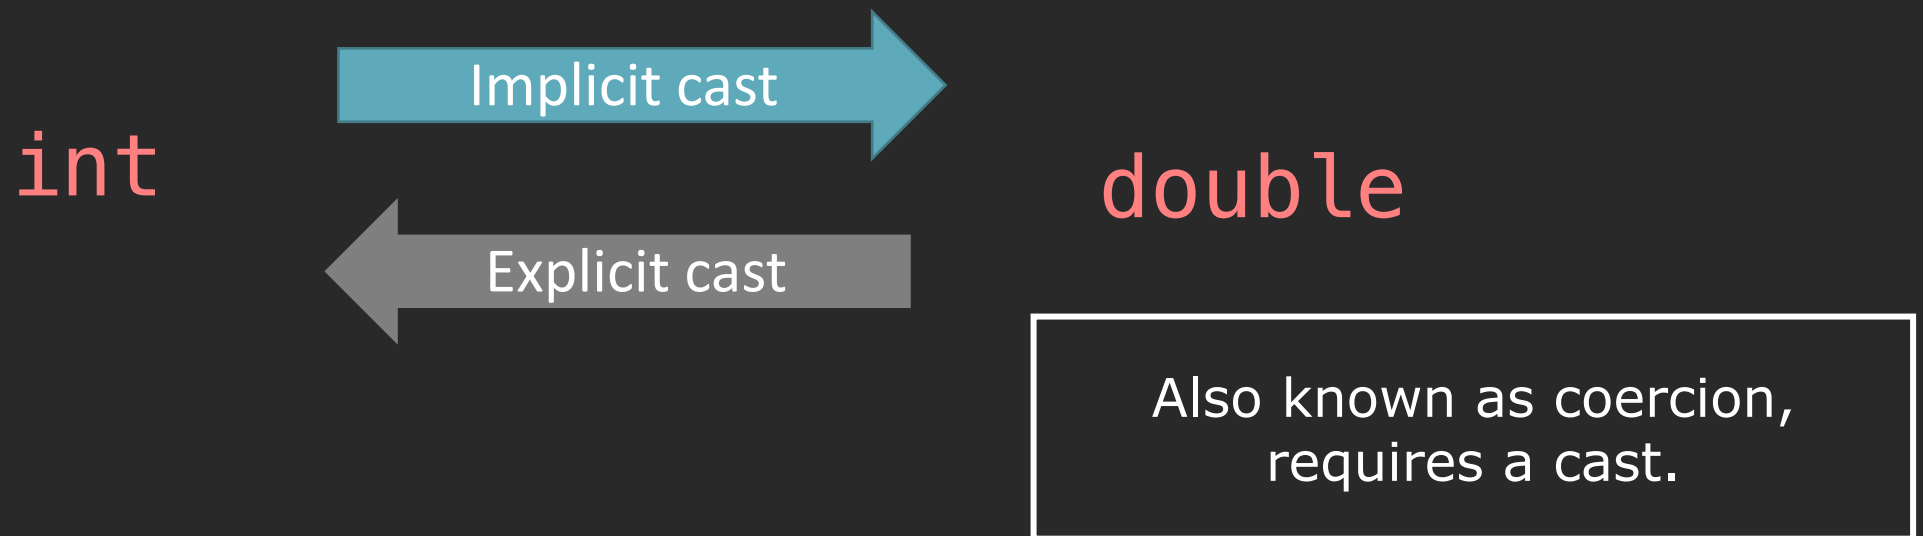 Implicit cast
int
double
Explicit cast
Also known as coercion,
requires a cast.